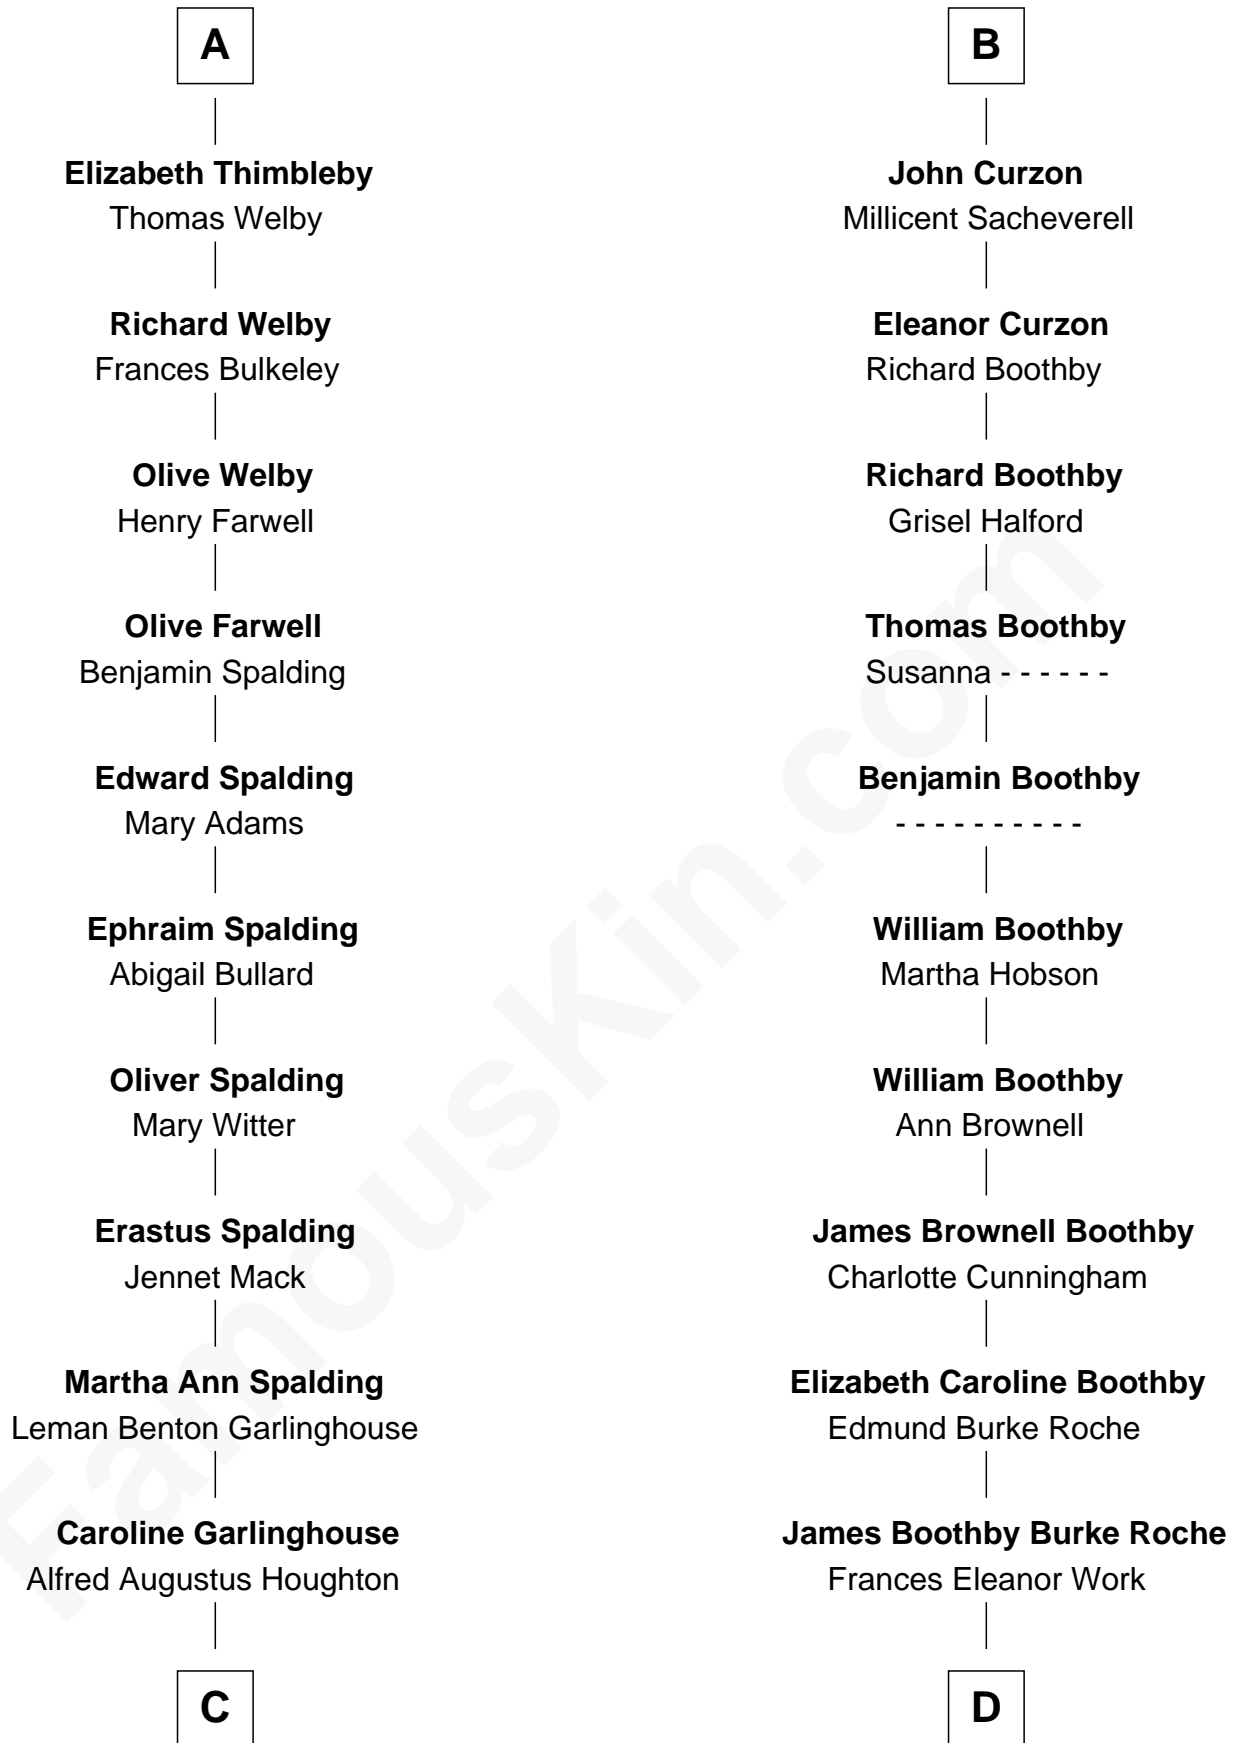 A
Elizabeth Thimbleby
Thomas Welby
Richard Welby
Frances Bulkeley
Olive Welby
Henry Farwell
Olive Farwell
Benjamin Spalding
Edward Spalding
Mary Adams
Ephraim Spalding
Abigail Bullard
Oliver Spalding
Mary Witter
Erastus Spalding
Jennet Mack
Martha Ann Spalding
Leman Benton Garlinghouse
Caroline Garlinghouse
Alfred Augustus Houghton
C
B
John Curzon
Millicent Sacheverell
Eleanor Curzon
Richard Boothby
Richard Boothby
Grisel Halford
Thomas Boothby
Susanna - - - - - -
Benjamin Boothby
- - - - - - - - - -
William Boothby
Martha Hobson
William Boothby
Ann Brownell
James Brownell Boothby
Charlotte Cunningham
Elizabeth Caroline Boothby
Edmund Burke Roche
James Boothby Burke Roche
Frances Eleanor Work
D
FamousKin.com